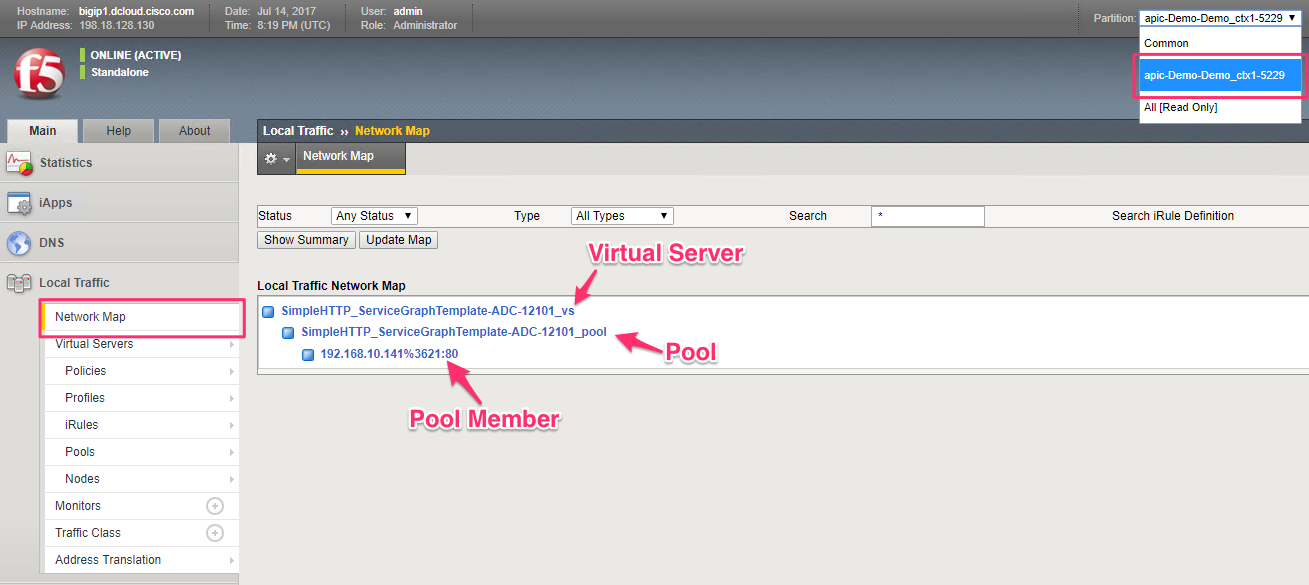 Hostname: bigip1.dcloud.cisco.com Date: Jul 14, 2017 User: admin
IP Address: 198.18.128.130 Time: 8:19 PM (UTC) Role: Administrator
Partition: apic-Demo-Demo_ctx1-5229
Common
apic-Demo-Demo_ctx1-5229
All [Read Only]
f5
ONLINE (ACTIVE)
Standalone
Main Help About
Local Traffic ›› Network Map
Network Map
Statistics
iApps
DNS
Local Traffic
Network Map
Virtual Servers
Policies
Profiles
iRules
Pools
Nodes
Monitors
Traffic Class
Address Translation
Status Any Status Type All Types Search * Search iRule Definition
Show Summary Update Map
Virtual Server
Local Traffic Network Map
SimpleHTTP_ServiceGraphTemplate-ADC-12101_vs
SimpleHTTP_ServiceGraphTemplate-ADC-12101_pool
Pool
192.168.10.141%3621:80
Pool Member